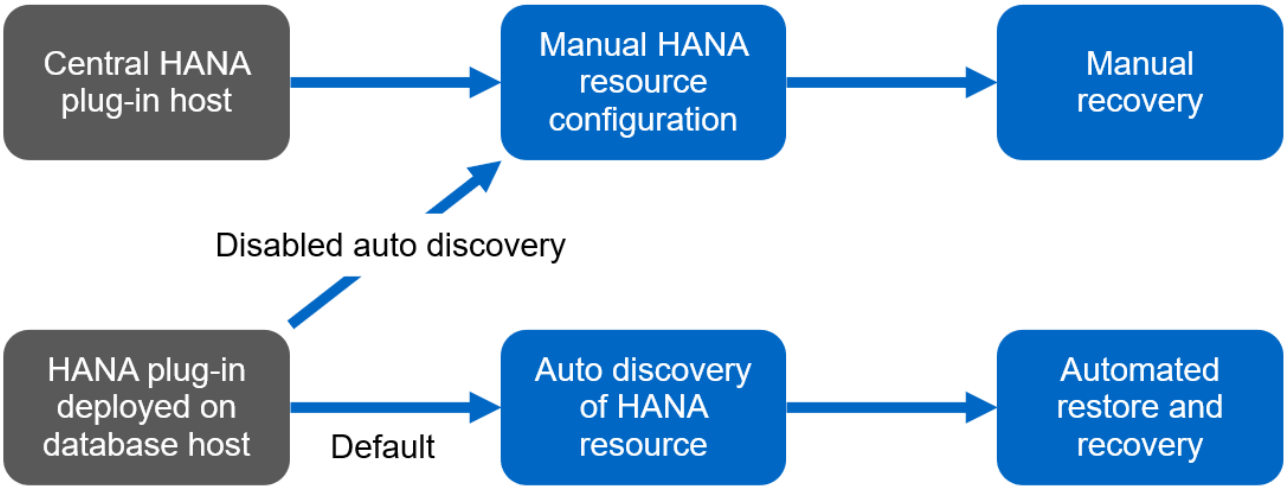 Central HANA
plug-in host
Manual HANA
resource
configuration
Manual
recovery
Disabled auto discovery
HANA plug-in
deployed on
database host
Default
Auto discovery
of HANA
resource
Automated
restore and
recovery